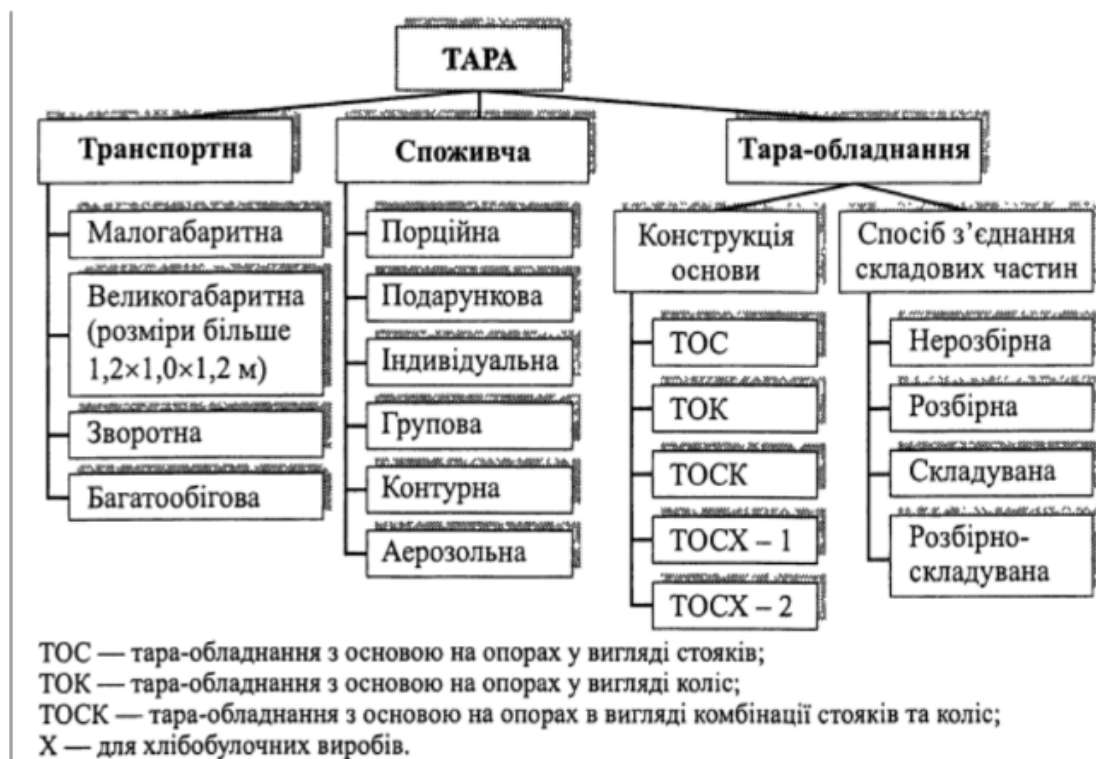 ТАРА
Транспортна
Малогабаритна
Великогабаритна
(розміри більше
1,2×1,0×1,2 м)
Зворотна
Багатообігова
Споживча
Порційна
Подарункова
Індивідуальна
Групова
Контурна
Аерозольна
Тара-обладнання
Конструкція
основи
ТОС
ТОК
ТОСК
ТОСХ – 1
ТОСХ – 2
Спосіб з’єднання
складових частин
Нерозбірна
Розбірна
Складувана
Розбірно-
складувана
ТОС — тара-обладнання з основою на опорах у вигляді стояків;
ТОК — тара-обладнання з основою на опорах у вигляді коліс;
ТОСК — тара-обладнання з основою на опорах в вигляді комбінації стояків та коліс;
Х — для хлібобулочних виробів.